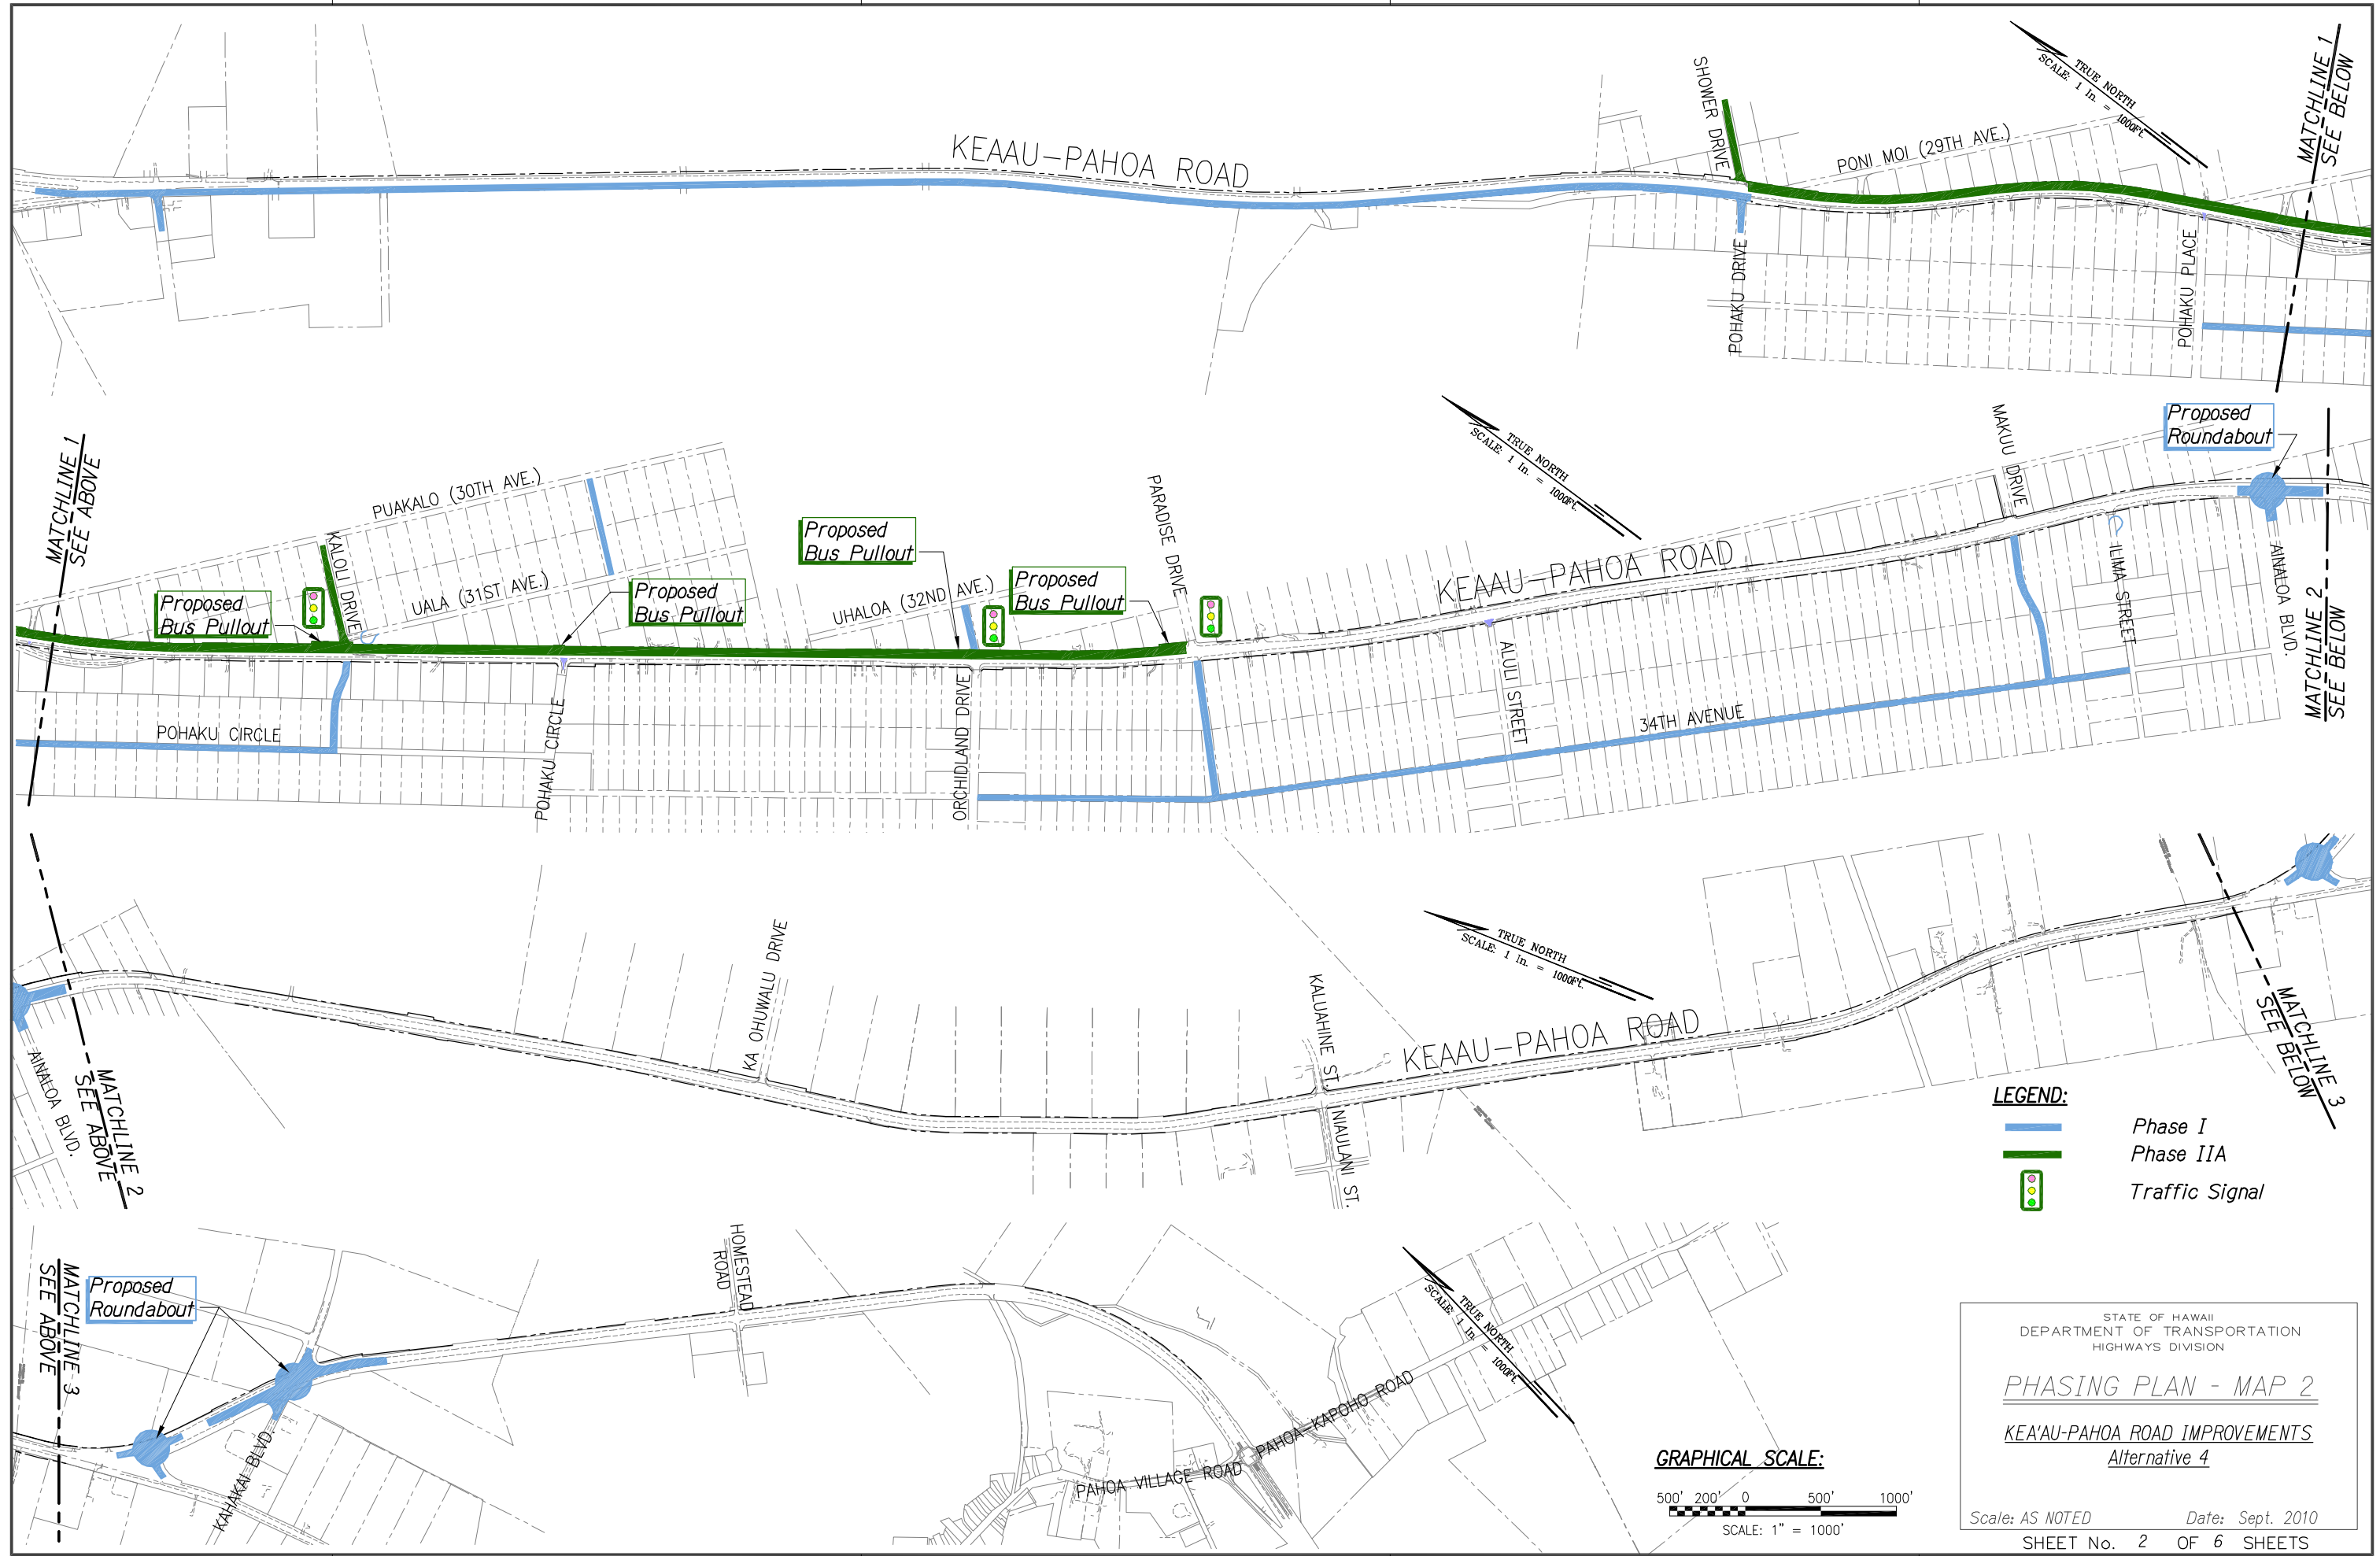 KEAAU-PAHOA ROAD
SHOWER DRIVE
PONI MOI (29TH AVE.)
TRUE NORTH
SCALE: 1 In. = 1000Ft.
MATCHLINE 1
SEE BELOW
POHAKU DRIVE
POHAKU PLACE
MATCHLINE 1
SEE ABOVE
PUAKALO (30TH AVE.)
KALOLI DRIVE
UALA (31ST AVE.)
Proposed
Bus Pullout
Proposed
Bus Pullout
Proposed
Bus Pullout
UHALOA (32ND AVE.)
Proposed
Bus Pullout
PARADISE DRIVE
TRUE NORTH
SCALE: 1 In. = 1000Ft.
KEAAU-PAHOA ROAD
MAKUU DRIVE
Proposed
Roundabout
POHAKU CIRCLE
POHAKU CIRCLE
ORCHIDLAND DRIVE
ALULI STREET
34TH AVENUE
ILIMA STREET
AINALOA BLVD.
MATCHLINE 2
SEE BELOW
AINALOA BLVD.
MATCHLINE 2
SEE ABOVE
KA OHUWALU DRIVE
KALUAHINE ST.
NIAULANI ST.
TRUE NORTH
SCALE: 1 In. = 1000Ft.
KEAAU-PAHOA ROAD
MATCHLINE 3
SEE BELOW
LEGEND:
Phase I
Phase IIA
Traffic Signal
MATCHLINE 3
SEE ABOVE
Proposed
Roundabout
KAHAKAI BLVD.
HOMESTEAD
ROAD
PAHOA VILLAGE ROAD
PAHOA-KAPOHO ROAD
TRUE NORTH
SCALE: 1 In. = 1000Ft.
GRAPHICAL SCALE:
500' 200' 0 500' 1000'
SCALE: 1" = 1000'
STATE OF HAWAII
DEPARTMENT OF TRANSPORTATION
HIGHWAYS DIVISION
PHASING PLAN - MAP 2
KEA'AU-PAHOA ROAD IMPROVEMENTS
Alternative 4
Scale: AS NOTED Date: Sept. 2010
SHEET No. 2 OF 6 SHEETS